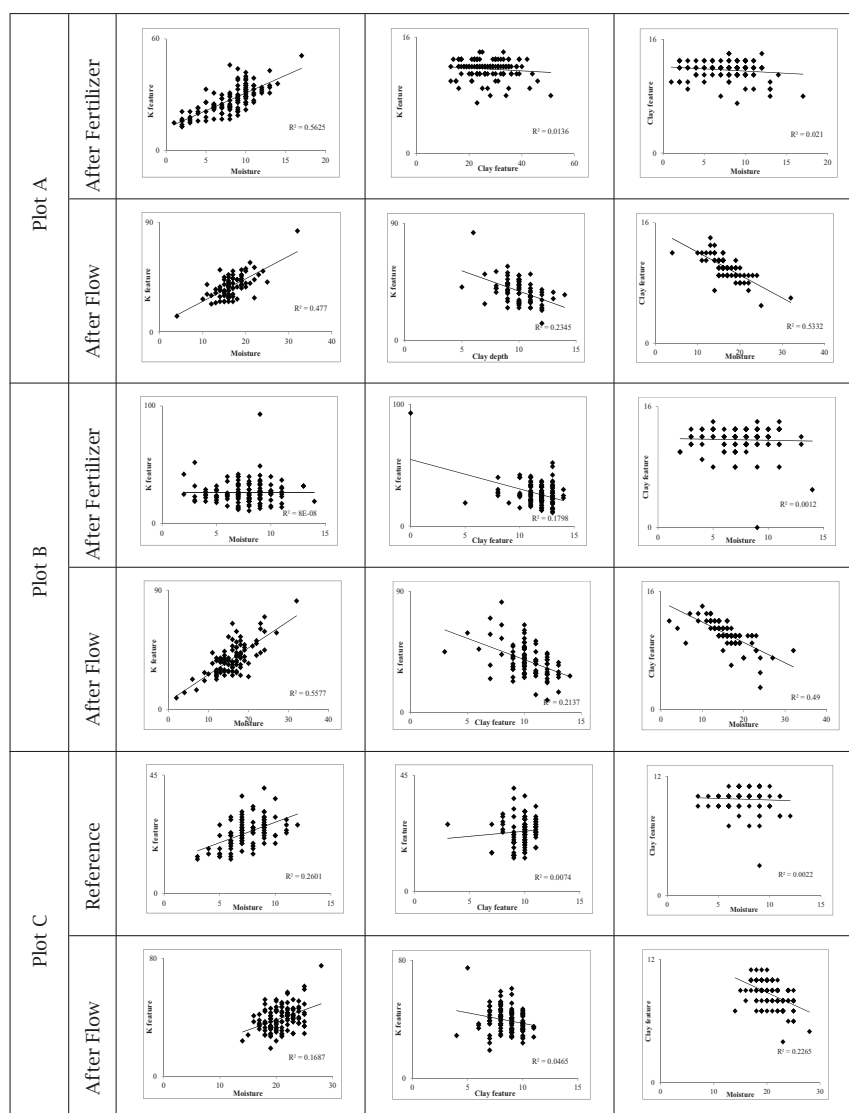 Plot A
After Fertilizer
60
K feature
R² = 0.5625
0
0 5 10 15 20
Moisture
16
K feature
R² = 0.0136
0
0 20 40 60
Clay feature
16
Clay feature
R² = 0.021
0
0 5 10 15 20
Moisture
After Flow
90
K feature
R² = 0.477
0
0 10 20 30 40
Moisture
90
K feature
R² = 0.2345
0
0 5 10 15
Clay depth
16
Clay feature
R² = 0.5332
0
0 10 20 30 40
Moisture
Plot B
After Fertilizer
100
K feature
R² = 8E-08
0
0 5 10 15
Moisture
100
K feature
R² = 0.1798
0
0 5 10 15
Clay feature
16
Clay feature
R² = 0.0012
0
0 5 10 15
Moisture
After Flow
90
K feature
R² = 0.5577
0
0 10 20 30 40
Moisture
90
K feature
R² = 0.2137
0
0 5 10 15
Clay feature
16
Clay feature
R² = 0.49
0
0 10 20 30 40
Moisture
Plot C
Reference
45
K feature
R² = 0.2601
0
0 5 10 15
Moisture
45
K feature
R² = 0.0074
0
0 5 10 15
Clay feature
12
Clay feature
R² = 0.0022
0
0 5 10 15
Moisture
After Flow
80
K feature
R² = 0.1687
0
0 10 20 30
Moisture
80
K feature
R² = 0.0465
0
0 5 10 15
Clay feature
12
Clay feature
R² = 0.2265
0
0 10 20 30
Moisture